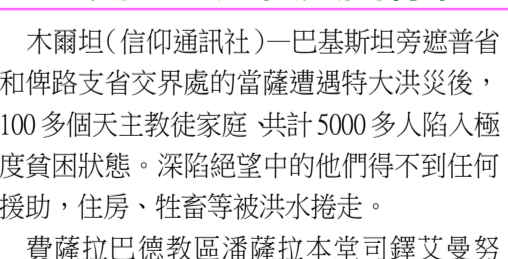 木爾坦(信仰通訊社)—巴基斯坦旁遮普省
和俾路支省交界處的當薩遭遇特大洪災後，
100多個天主教徒家庭、共計5000多人陷入極
度貧困狀態。深陷絕望中的他們得不到任何
援助，住房、牲畜等被洪水捲走。
費薩拉巴德教區潘薩拉本堂司鐸艾曼努